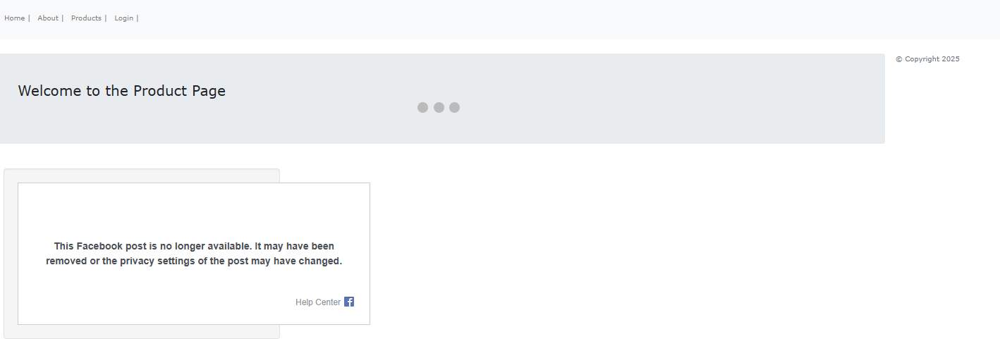 Home | About | Products | Login |
© Copyright 2025
Welcome to the Product Page
This Facebook post is no longer available. It may have been
removed or the privacy settings of the post may have changed.
Help Center